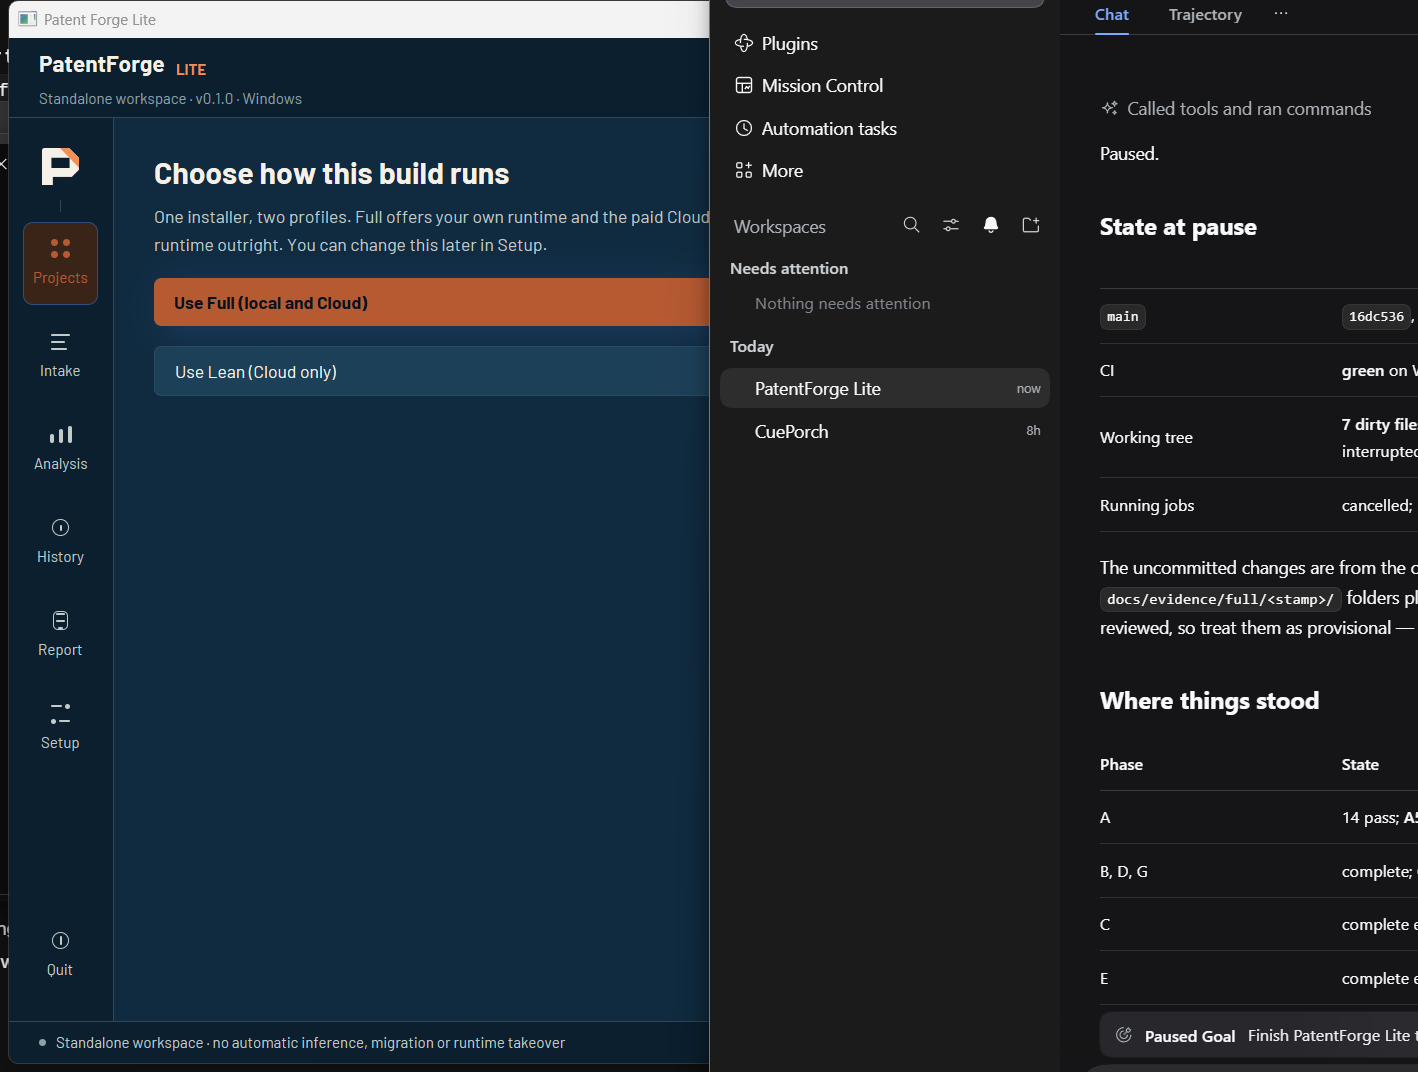 Patent Forge Lite
PatentForge LITE
Standalone workspace · v0.1.0 · Windows
Projects
Intake
Analysis
History
Report
Setup
Quit
Choose how this build runs
One installer, two profiles. Full offers your own runtime and the paid Cloud
runtime outright. You can change this later in Setup.
Use Full (local and Cloud)
Use Lean (Cloud only)
Standalone workspace · no automatic inference, migration or runtime takeover
Plugins
Mission Control
Automation tasks
More
Workspaces
Needs attention
Nothing needs attention
Today
PatentForge Lite now
CuePorch 8h
Chat Trajectory ···
Called tools and ran commands
Paused.
State at pause
main 16dc536,
CI green on
Working tree 7 dirty
interrupted
Running jobs cancelled;
The uncommitted changes are from the
docs/evidence/full/<stamp>/ folders
reviewed, so treat them as provisional —
Where things stood
Phase State
A 14 pass;
B, D, G complete;
C complete
E complete
Paused Goal Finish PatentForge Lite